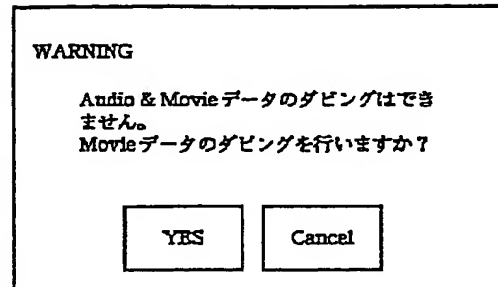 WARNING
Audio & Movieデータのダビングはでき
ません。
Movieデータのダビングを行いますか？
YES
Cancel